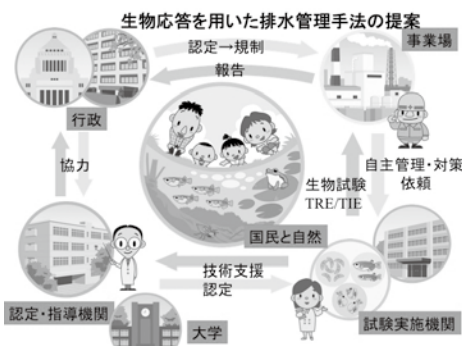 生物応答を用いた排水管理手法の提案
認定→規制
報告
事業場
行政
協力
生物試験
TRE/TIE
自主管理・対策
依頼
国民と自然
技術支援
認定
認定・指導機関
大学
試験実施機関